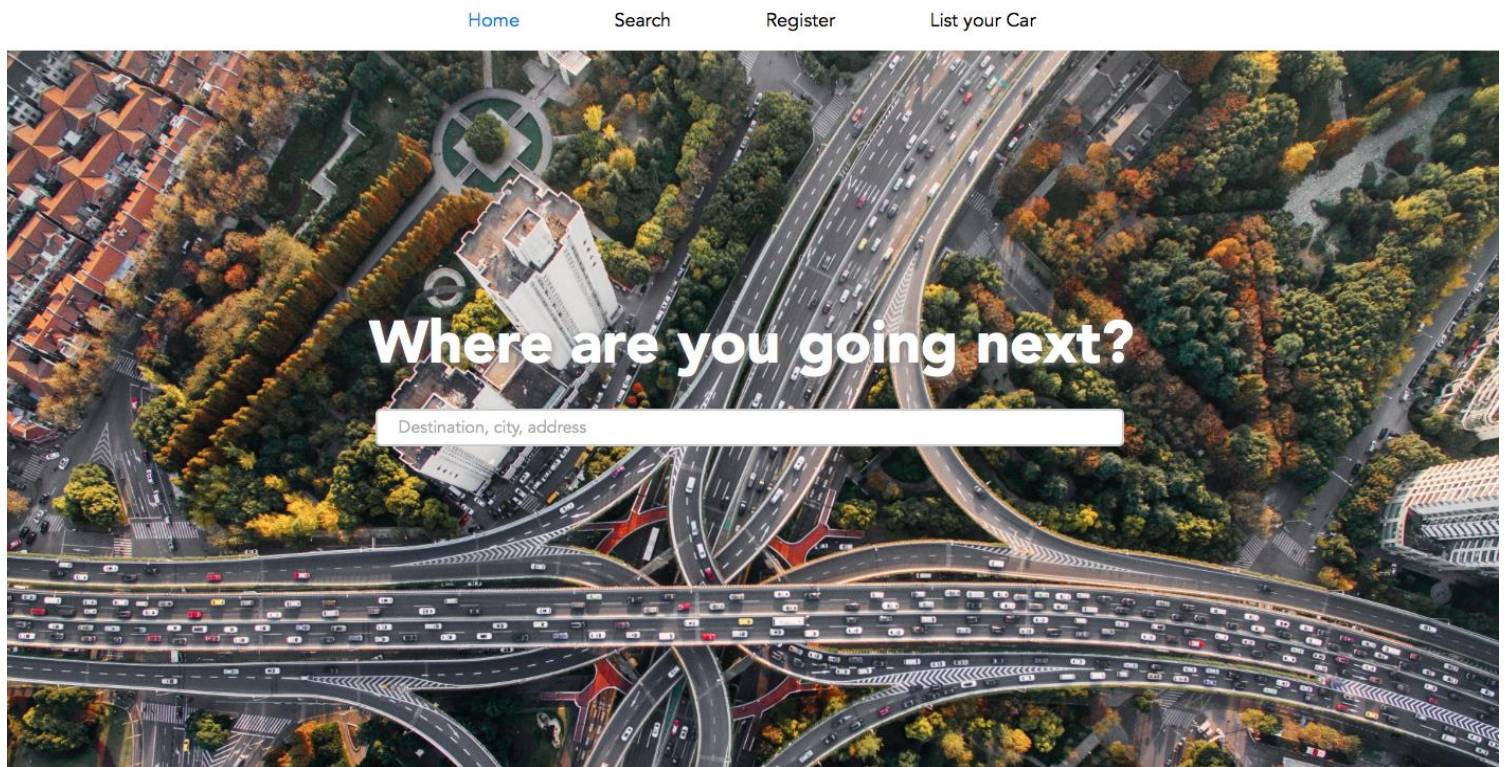 Home Search Register List your Car
Where are you going next?
Destination, city, address